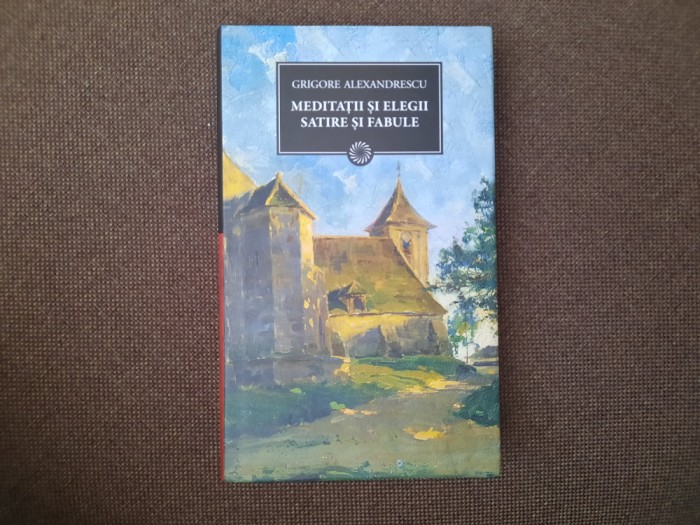 GRIGORE ALEXANDRESCU
MEDITAȚII ȘI ELEGII
SATIRE ȘI FABULE